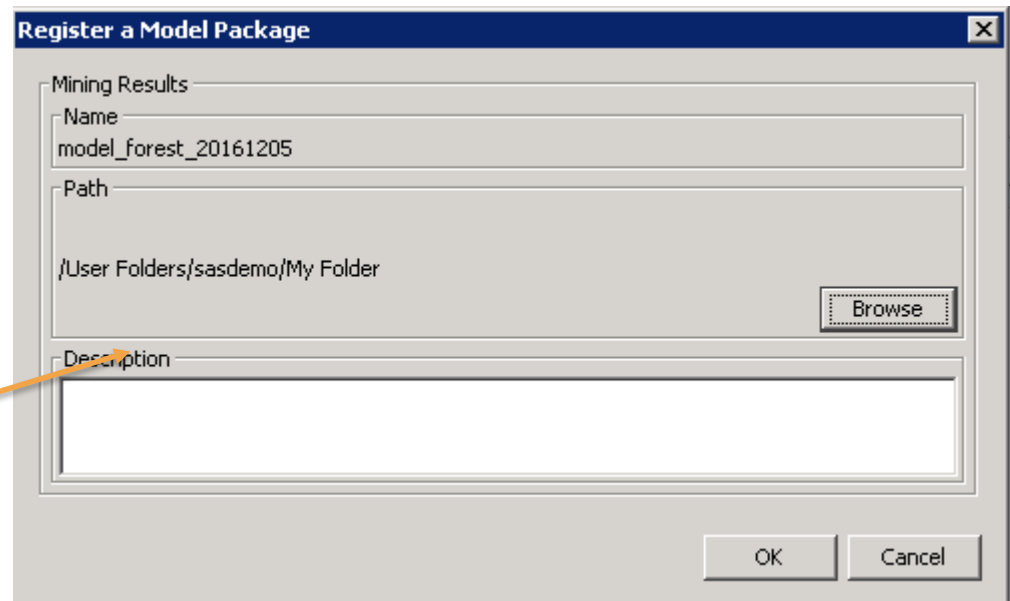 Register a Model Package
Mining Results
Name
model_forest_20161205
Path
/User Folders/sasdemo/My Folder
Browse
Description
OK Cancel